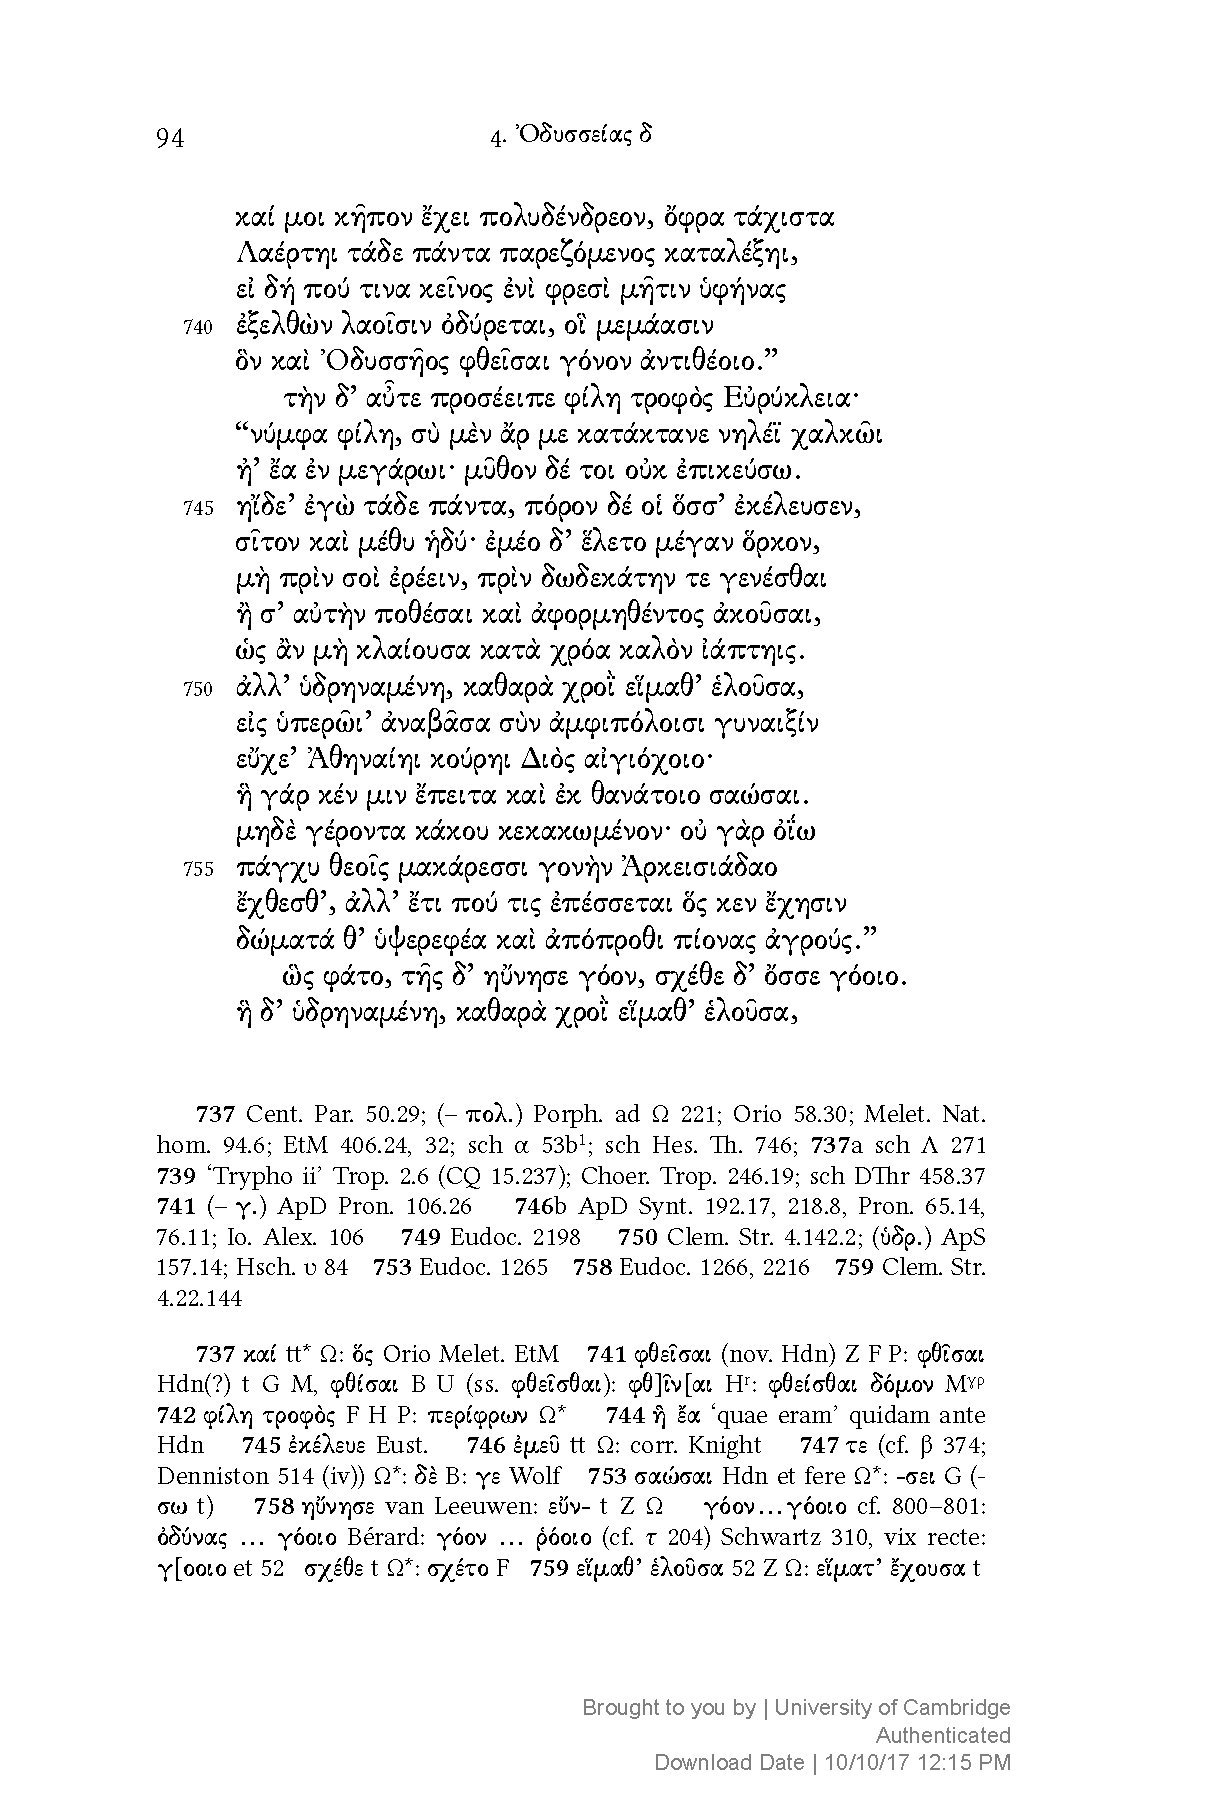 94 4. Ὀδυσσείας δ
καί μοι κῆπον ἔχει πολυδένδρεον, ὄφρα τάχιστα
Λαέρτηι τάδε πάντα παρεζόμενος καταλέξηι,
εἰ δή πού τινα κεῖνος ἐνὶ φρεσὶ μῆτιν ὑφήνας
740 ἐξελθὼν λαοῖσιν ὀδύρεται, οἳ μεμάασιν
ὃν καὶ Ὀδυσσῆος φθεῖσαι γόνον ἀντιθέοιο.”
τὴν δ’ αὖτε προσέειπε φίλη τροφὸς Εὐρύκλεια·
“νύμφα φίλη, σὺ μὲν ἄρ με κατάκτανε νηλέϊ χαλκῶι
ἠ’ ἔα ἐν μεγάρωι· μῦθον δέ τοι οὐκ ἐπικεύσω.
745 ηἴδε’ ἐγὼ τάδε πάντα, πόρον δέ οἱ ὅσσ’ ἐκέλευσεν,
σῖτον καὶ μέθυ ἡδύ· ἐμέο δ’ ἕλετο μέγαν ὅρκον,
μὴ πρὶν σοὶ ἐρέειν, πρὶν δωδεκάτην τε γενέσθαι
ἢ σ’ αὐτὴν ποθέσαι καὶ ἀφορμηθέντος ἀκοῦσαι,
ὡς ἂν μὴ κλαίουσα κατὰ χρόα καλὸν ἰάπτηις.
750 ἀλλ’ ὑδρηναμένη, καθαρὰ χροῒ εἵμαθ’ ἑλοῦσα,
εἰς ὑπερῶι’ ἀναβᾶσα σὺν ἀμφιπόλοισι γυναιξίν
εὔχε’ Ἀθηναίηι κούρηι Διὸς αἰγιόχοιο·
ἣ γάρ κέν μιν ἔπειτα καὶ ἐκ θανάτοιο σαώσαι.
μηδὲ γέροντα κάκου κεκακωμένον· οὐ γὰρ ὀΐω
755 πάγχυ θεοῖς μακάρεσσι γονὴν Ἀρκεισιάδαο
ἔχθεσθ’, ἀλλ’ ἔτι πού τις ἐπέσσεται ὅς κεν ἔχησιν
δώματά θ’ ὑψερεφέα καὶ ἀπόπροθι πίονας ἀγρούς.”
ὣς φάτο, τῆς δ’ ηὔνησε γόον, σχέθε δ’ ὄσσε γόοιο.
ἣ δ’ ὑδρηναμένη, καθαρὰ χροῒ εἵμαθ’ ἑλοῦσα,
737 Cent. Par. 50.29; (– πολ.) Porph. ad Ω 221; Orio 58.30; Melet. Nat.
hom. 94.6; EtM 406.24, 32; sch α 53b¹; sch Hes. Th. 746; 737a sch Λ 271
739 ‘Trypho ii’ Trop. 2.6 (CQ 15.237); Choer. Trop. 246.19; sch DThr 458.37
741 (– γ.) ApD Pron. 106.26 746b ApD Synt. 192.17, 218.8, Pron. 65.14,
76.11; Io. Alex. 106 749 Eudoc. 2198 750 Clem. Str. 4.142.2; (ὑδρ.) ApS
157.14; Hsch. υ 84 753 Eudoc. 1265 758 Eudoc. 1266, 2216 759 Clem. Str.
4.22.144
737 καί tt* Ω: ὅς Orio Melet. EtM 741 φθεῖσαι (nov. Hdn) Z F P: φθῖσαι
Hdn(?) t G M, φθίσαι B U (ss. φθεῖσθαι): φθ]ῖν[αι Hʳ: φθείσθαι δόμον Mᵞᵖ
742 φίλη τροφὸς F H P: περίφρων Ω* 744 ἢ ἔα ‘quae eram’ quidam ante
Hdn 745 ἐκέλευε Eust. 746 ἐμεῦ tt Ω: corr. Knight 747 τε (cf. β 374;
Denniston 514 (iv)) Ω*: δὲ B: γε Wolf 753 σαώσαι Hdn et fere Ω*: -σει G (-
σω t) 758 ηὔνησε van Leeuwen: εὔν- t Z Ω γόον…γόοιο cf. 800–801:
ὀδύνας … γόοιο Bérard: γόον … ῥόοιο (cf. τ 204) Schwartz 310, vix recte:
γ[οοιο et 52 σχέθε t Ω*: σχέτο F 759 εἵμαθ’ ἑλοῦσα 52 Z Ω: εἵματ’ ἔχουσα t
Brought to you by | University of Cambridge
Authenticated
Download Date | 10/10/17 12:15 PM